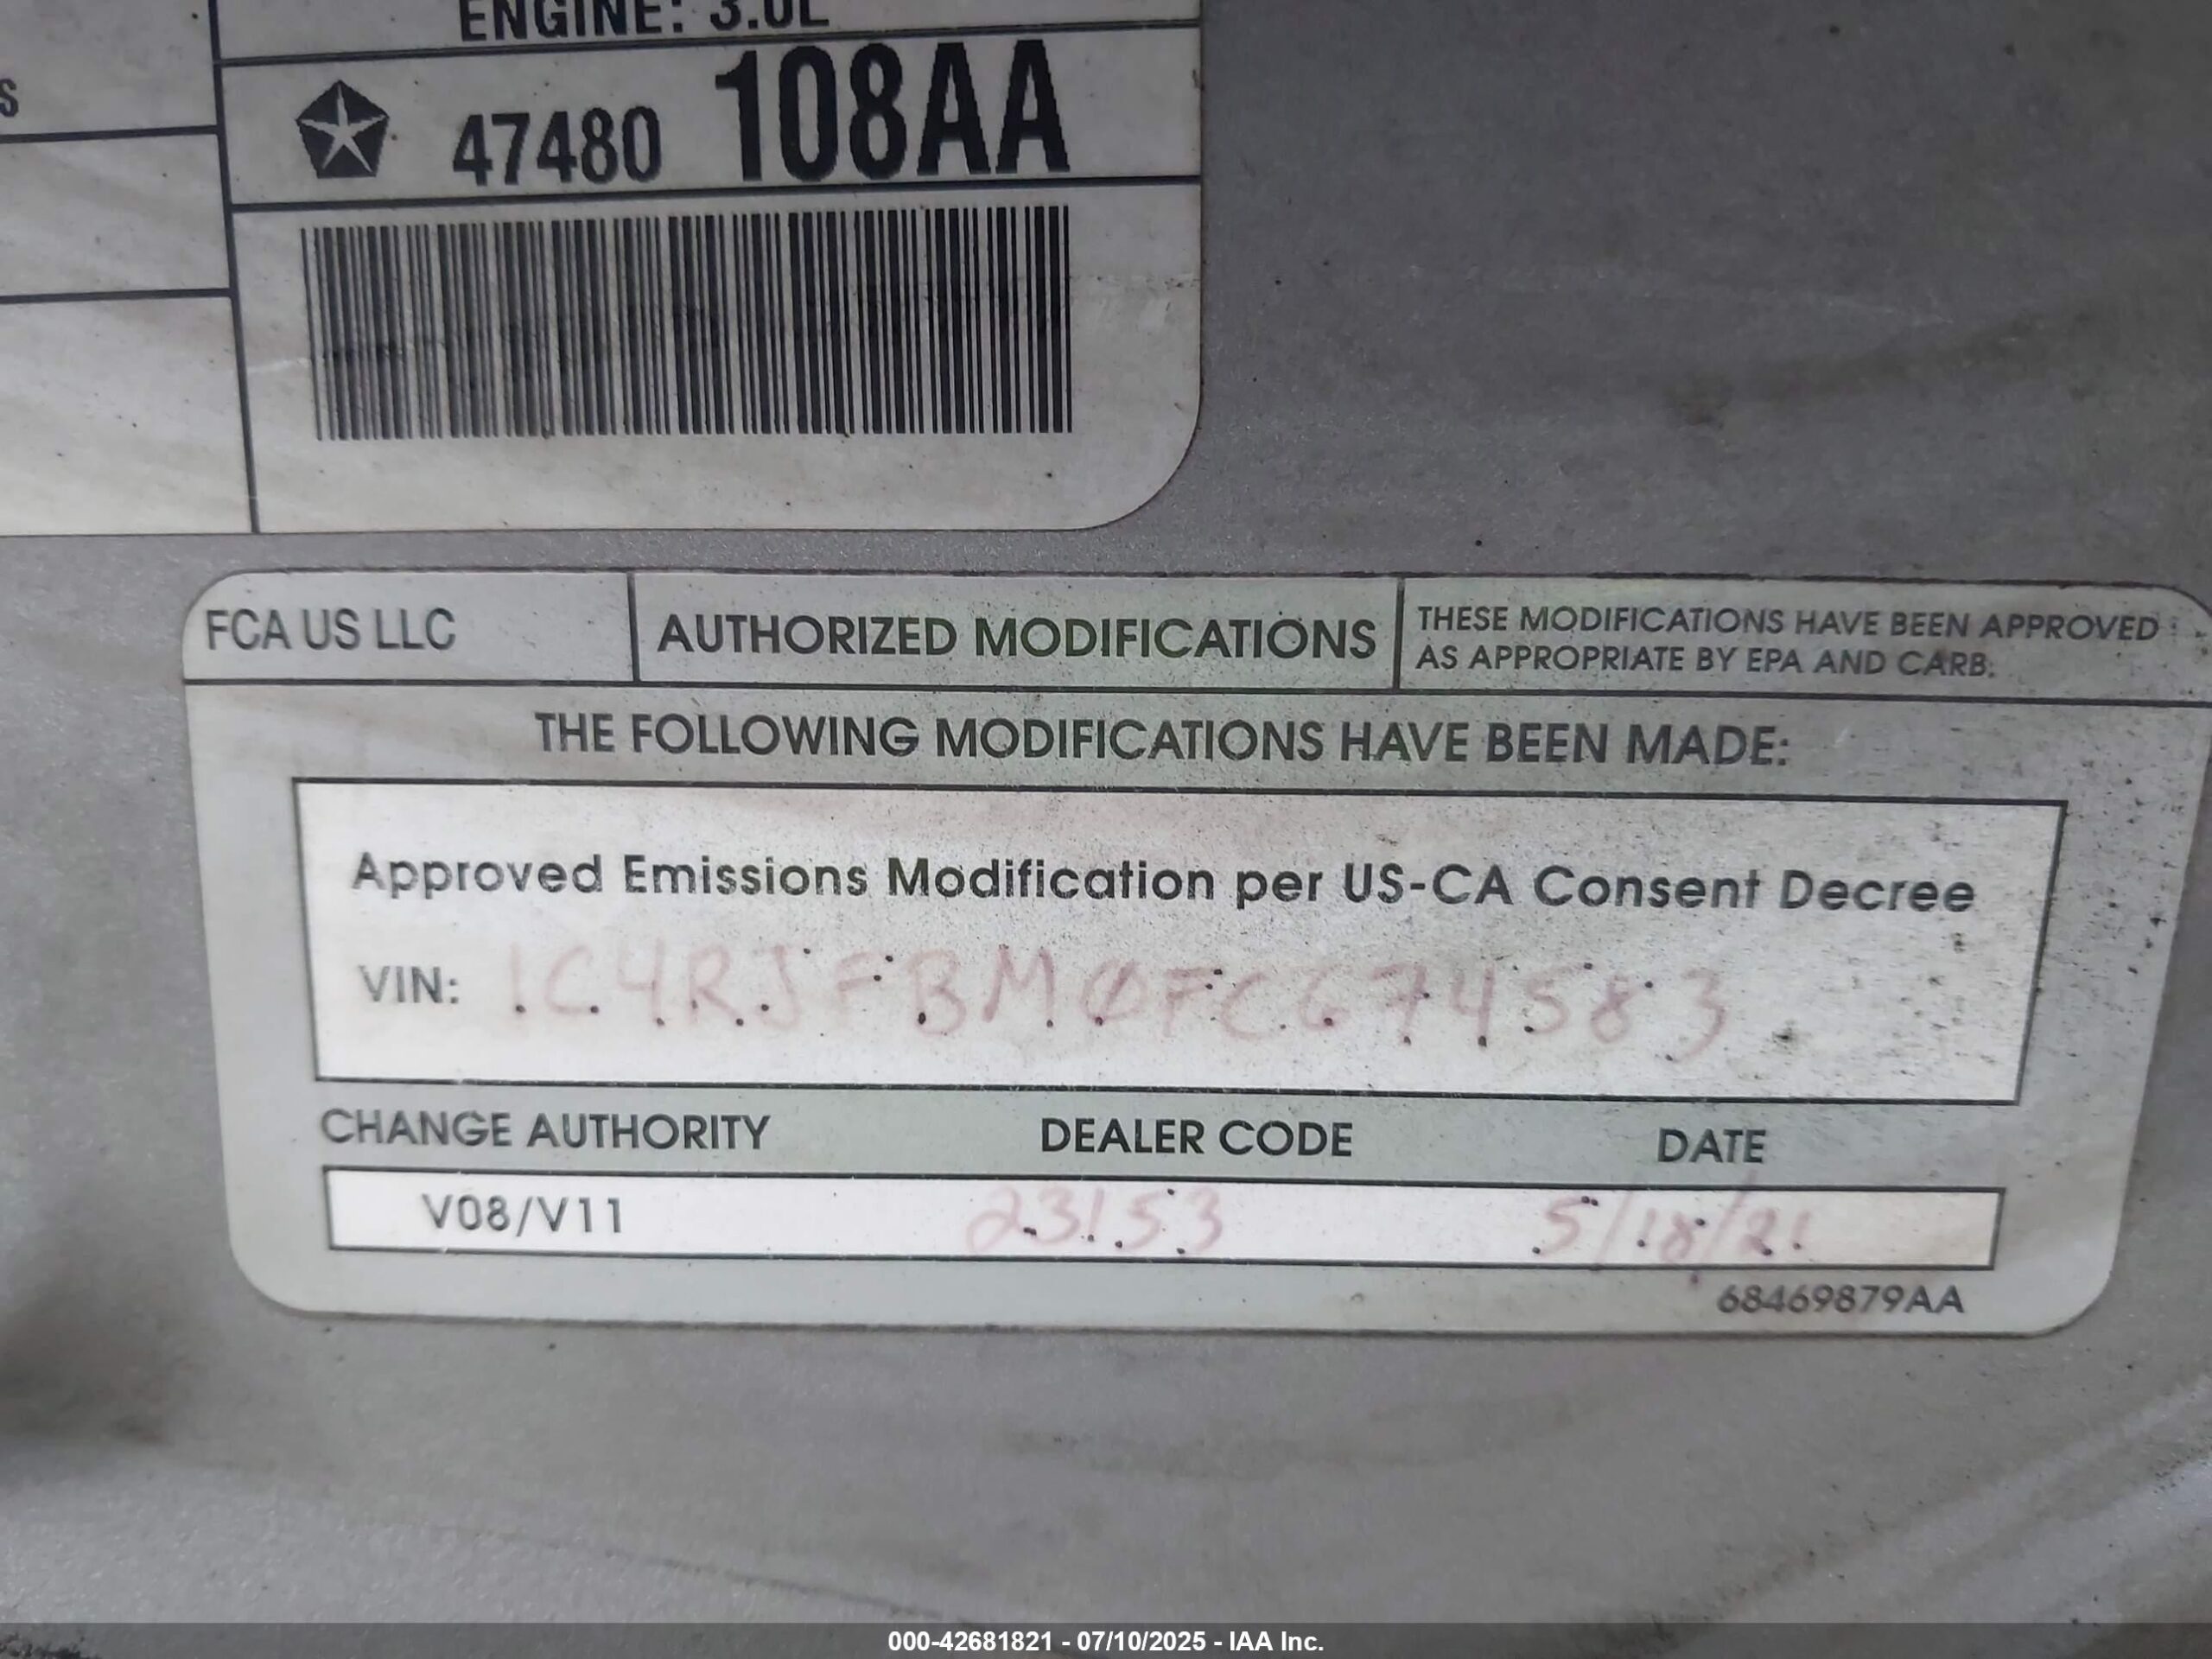 ENGINE: 3.0L
S
47480 108AA
FCA US LLC
AUTHORIZED MODIFICATIONS
THESE MODIFICATIONS HAVE BEEN APPROVED
AS APPROPRIATE BY EPA AND CARB.
THE FOLLOWING MODIFICATIONS HAVE BEEN MADE:
Approved Emissions Modification per US-CA Consent Decree
VIN: 1C4RJFBM0FC674583
CHANGE AUTHORITY DEALER CODE DATE
V08/V11 23153 5/18/21
68469879AA
000-42681821 - 07/10/2025 - IAA Inc.